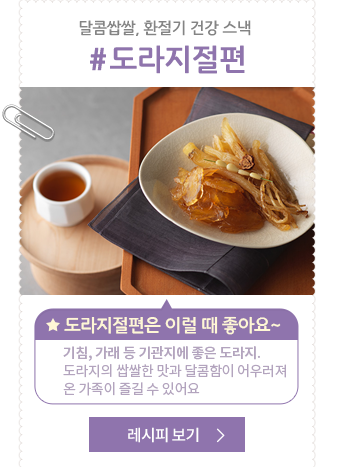 달콤쌉쌀, 환절기 건강 스낵
#도라지절편
도라지절편은 이럴 때 좋아요~
기침, 가래 등 기관지에 좋은 도라지.
도라지의 쌉쌀한 맛과 달콤함이 어우러져
온 가족이 즐길 수 있어요
레시피 보기 >